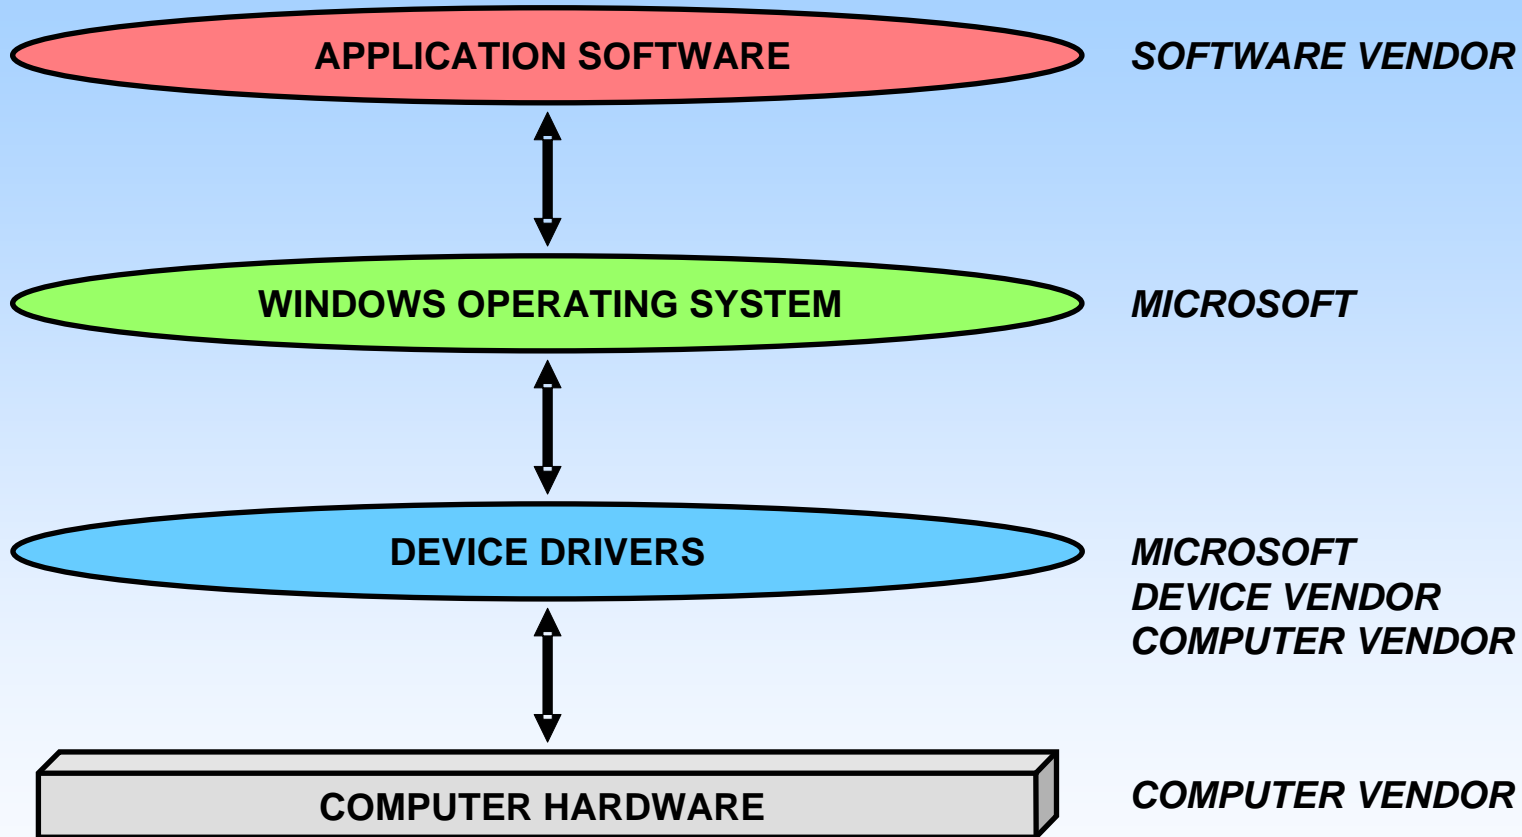 APPLICATION SOFTWARE
SOFTWARE VENDOR
WINDOWS OPERATING SYSTEM
MICROSOFT
DEVICE DRIVERS
MICROSOFT
DEVICE VENDOR
COMPUTER VENDOR
COMPUTER HARDWARE
COMPUTER VENDOR